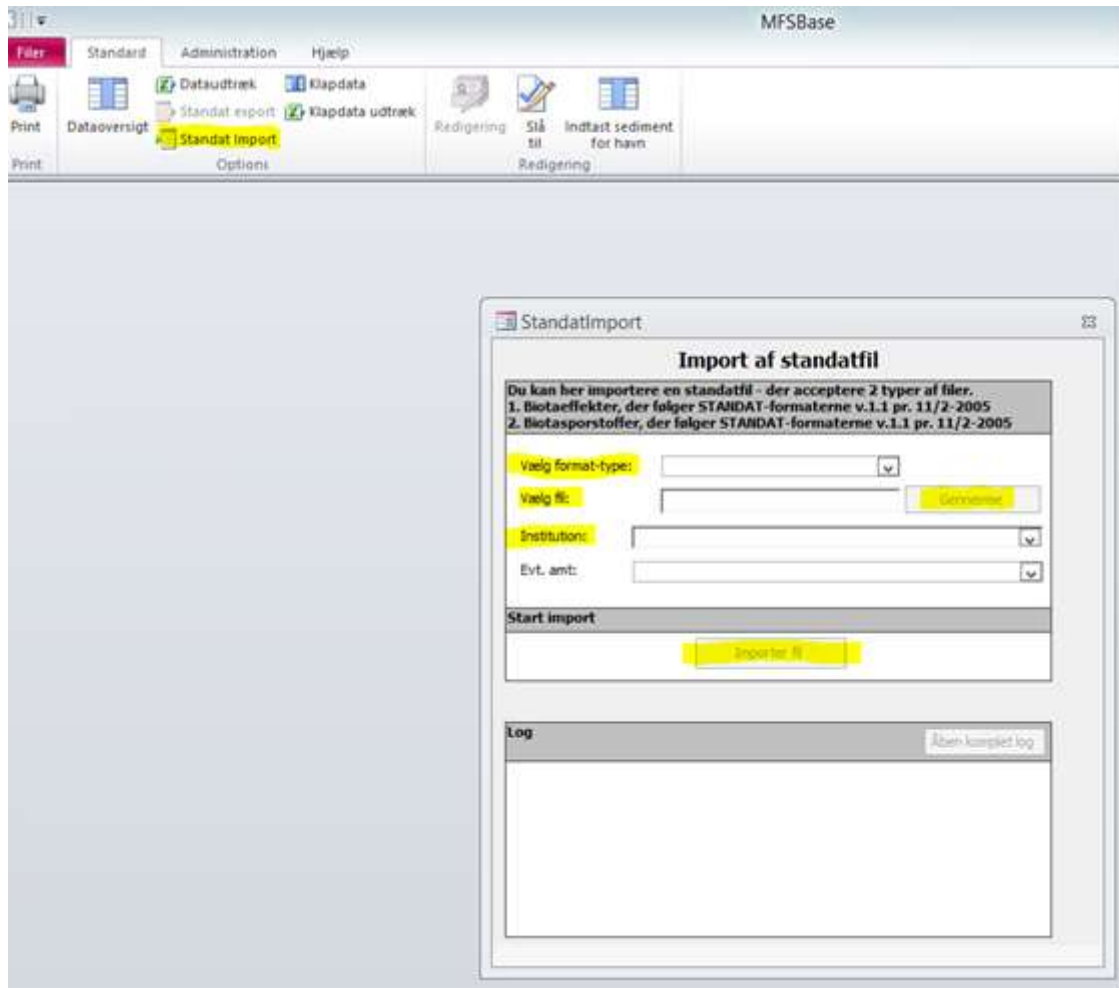 MFSBase
Filer Standard Administration Hjælp
Dataudtræk Klapdata
Standat export Klapdata udtræk
Print Dataoversigt Standat Import Redigering Slå til Indtast sediment for havn
Print Options Redigering
StandatImport
Import af standatfil
Du kan her importere en standatfil - der acceptere 2 typer af filer.
1. Biotaeffekter, der følger STANDAT-formaterne v.1.1 pr. 11/2-2005
2. Biotasporstoffer, der følger STANDAT-formaterne v.1.1 pr. 11/2-2005
Vælg format-type:
Vælg fil: Gennemse
Institution:
Evt. amt:
Start import
Importer fil
Log Åben komplet log